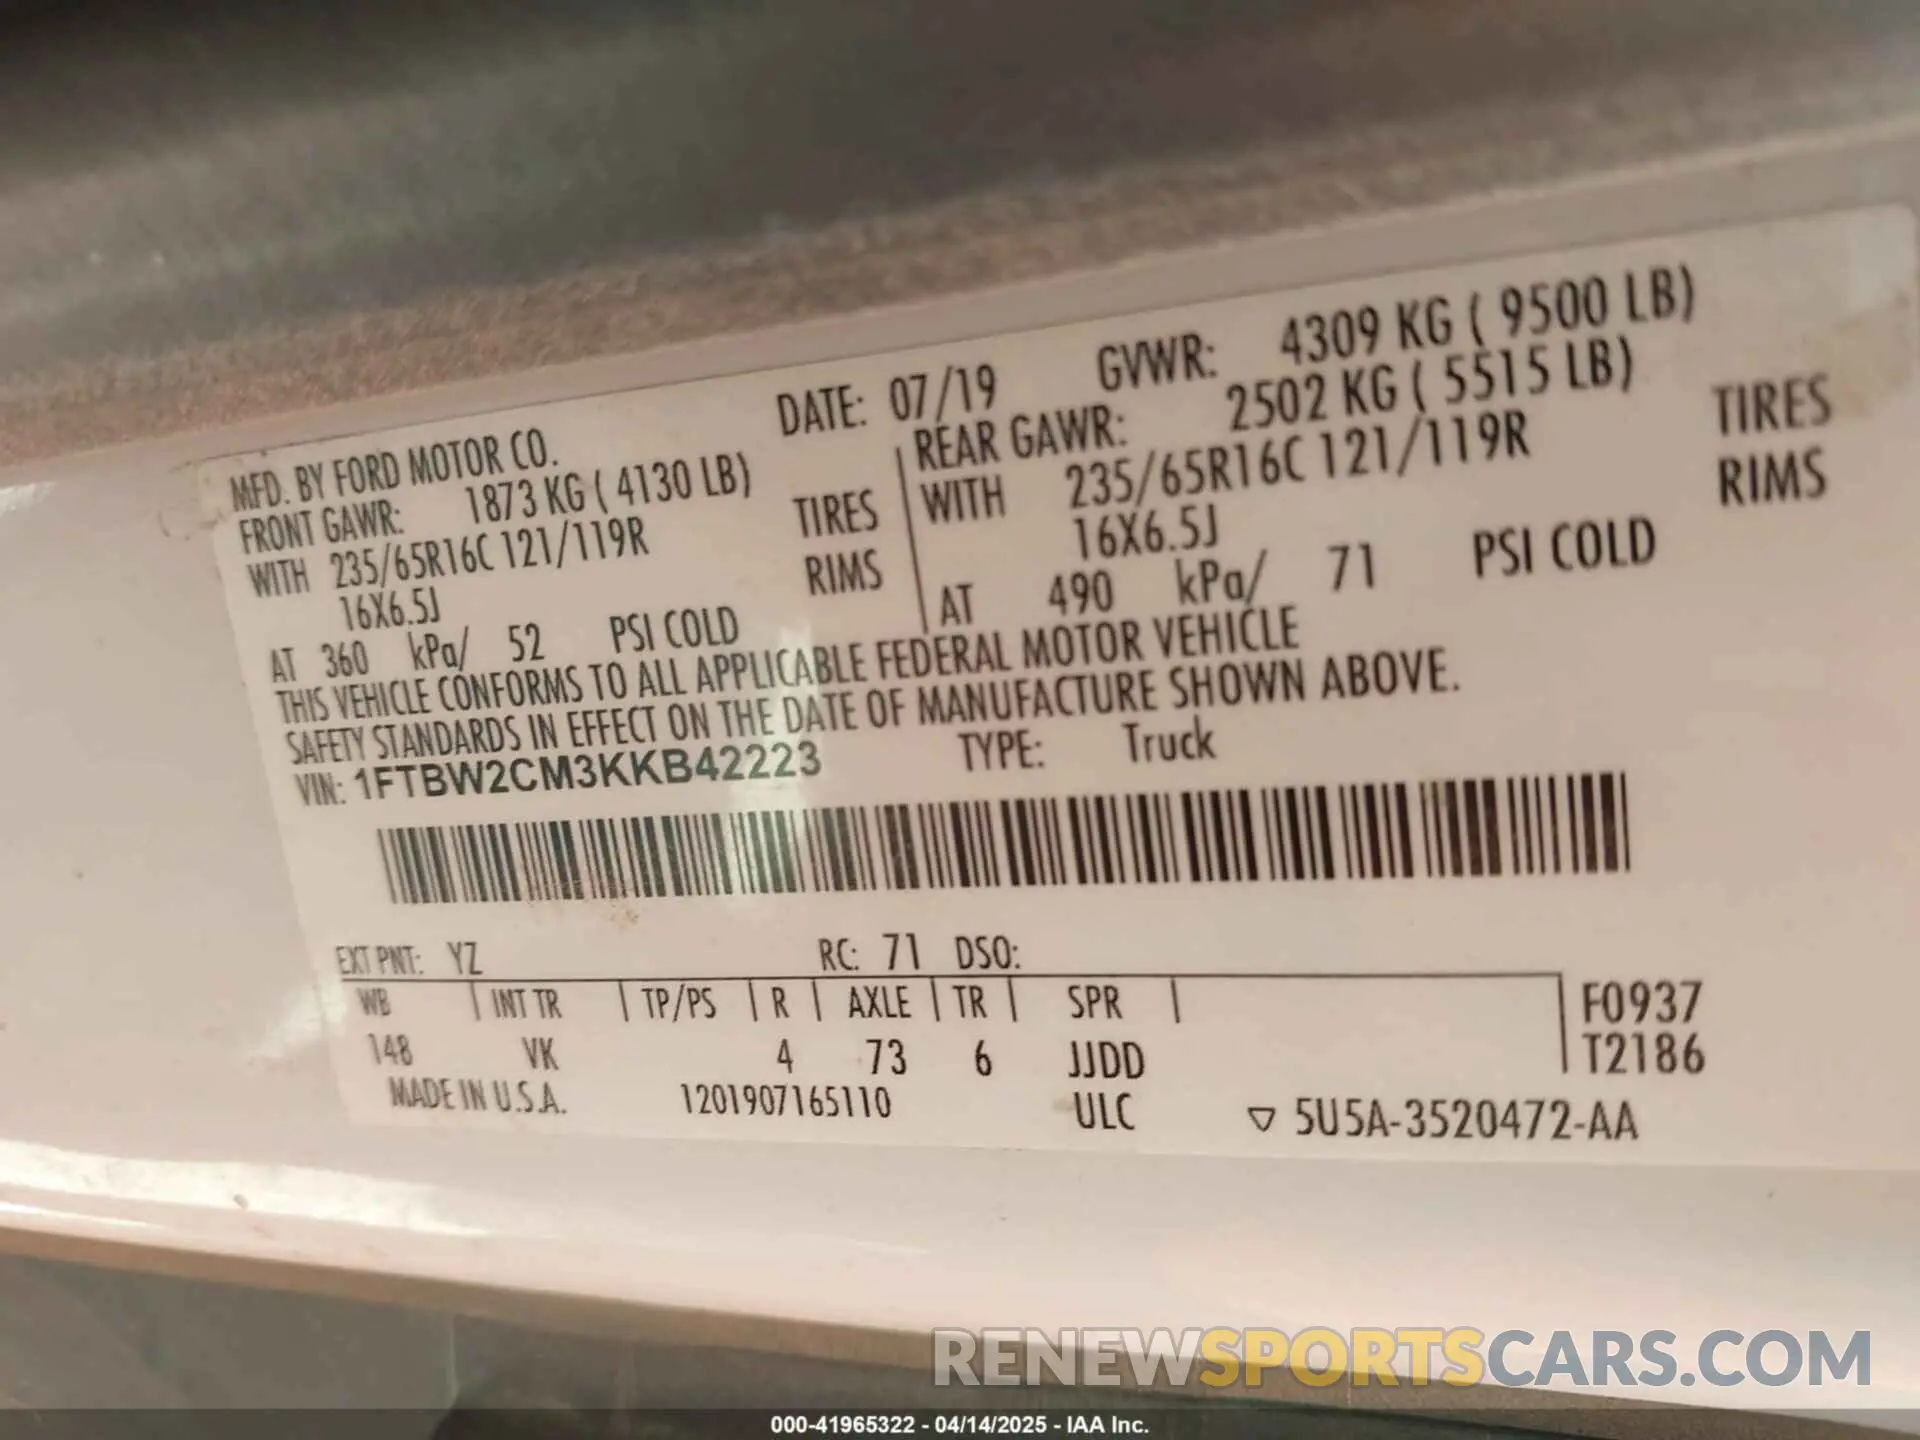 MFD. BY FORD MOTOR CO. DATE: 07/19 GVWR: 4309 KG ( 9500 LB)
FRONT GAWR: 1873 KG ( 4130 LB) REAR GAWR: 2502 KG ( 5515 LB)
WITH 235/65R16C 121/119R TIRES WITH 235/65R16C 121/119R TIRES
16X6.5J RIMS 16X6.5J RIMS
AT 360 kPa/ 52 PSI COLD AT 490 kPa/ 71 PSI COLD
THIS VEHICLE CONFORMS TO ALL APPLICABLE FEDERAL MOTOR VEHICLE
SAFETY STANDARDS IN EFFECT ON THE DATE OF MANUFACTURE SHOWN ABOVE.
VIN: 1FTBW2CM3KKB42223 TYPE: Truck
EXT PNT: YZ RC: 71 DSO:
WB INT TR TP/PS R AXLE TR SPR F0937
148 VK 4 73 6 JJDD T2186
MADE IN U.S.A. 1201907165110 ULC ▽ 5U5A-3520472-AA
RENEWSPORTSCARS.COM
000-41965322 - 04/14/2025 - IAA Inc.